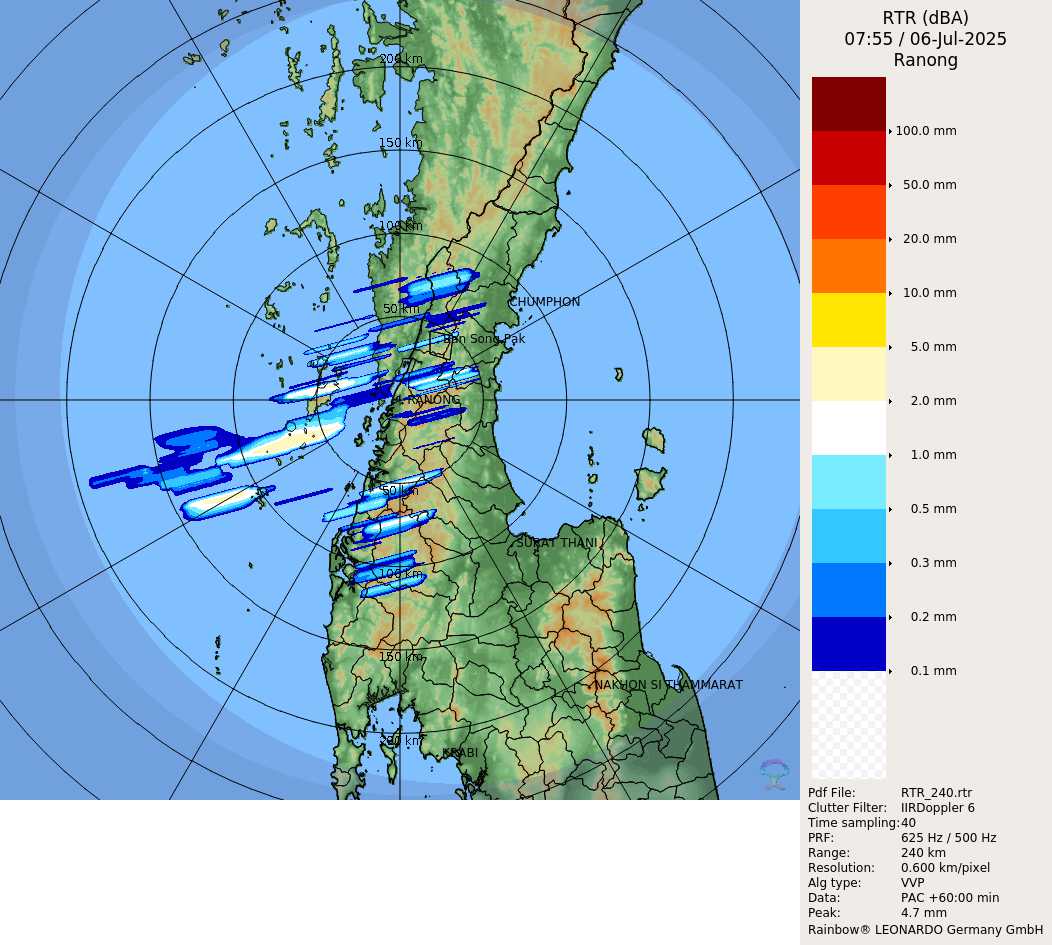 RTR (dBA)
07:55 / 06-Jul-2025
Ranong
200 km
150 km
100 km
50 km
CHUMPHON
Ban Song Pak
RANONG
50 km
SURAT THANI
100 km
150 km
NAKHON SI THAMMARAT
200 km
KRABI
100.0 mm
50.0 mm
20.0 mm
10.0 mm
5.0 mm
2.0 mm
1.0 mm
0.5 mm
0.3 mm
0.2 mm
0.1 mm
Pdf File: RTR_240.rtr
Clutter Filter: IIRDoppler 6
Time sampling:40
PRF: 625 Hz / 500 Hz
Range: 240 km
Resolution: 0.600 km/pixel
Alg type: VVP
Data: PAC +60:00 min
Peak: 4.7 mm
Rainbow® LEONARDO Germany GmbH